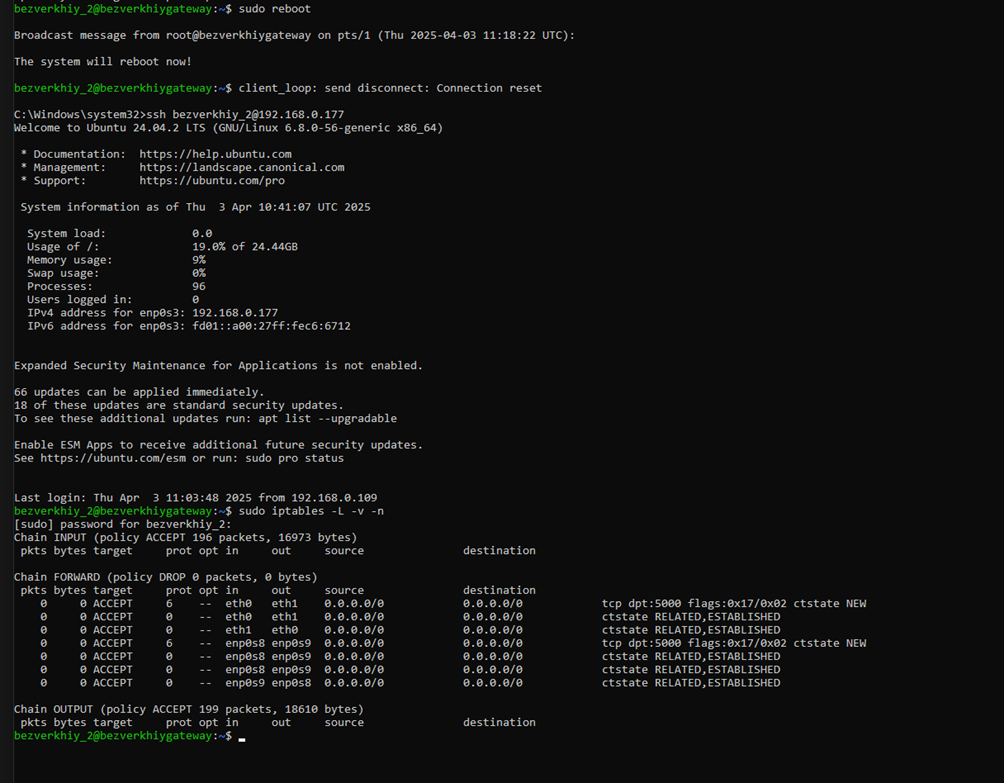 bezverkhiy_2@bezverkhiygateway:~$ sudo reboot
Broadcast message from root@bezverkhiygateway on pts/1 (Thu 2025-04-03 11:18:22 UTC):
The system will reboot now!
bezverkhiy_2@bezverkhiygateway:~$ client_loop: send disconnect: Connection reset
C:\Windows\system32>ssh bezverkhiy_2@192.168.0.177
Welcome to Ubuntu 24.04.2 LTS (GNU/Linux 6.8.0-56-generic x86_64)
* Documentation:  https://help.ubuntu.com
* Management:     https://landscape.canonical.com
* Support:        https://ubuntu.com/pro
System information as of Thu  3 Apr 10:41:07 UTC 2025
System load:             0.0
Usage of /:              19.0% of 24.44GB
Memory usage:            9%
Swap usage:              0%
Processes:               96
Users logged in:         0
IPv4 address for enp0s3: 192.168.0.177
IPv6 address for enp0s3: fd01::a00:27ff:fec6:6712
Expanded Security Maintenance for Applications is not enabled.
66 updates can be applied immediately.
18 of these updates are standard security updates.
To see these additional updates run: apt list --upgradable
Enable ESM Apps to receive additional future security updates.
See https://ubuntu.com/esm or run: sudo pro status
Last login: Thu Apr  3 11:03:48 2025 from 192.168.0.109
bezverkhiy_2@bezverkhiygateway:~$ sudo iptables -L -v -n
[sudo] password for bezverkhiy_2:
Chain INPUT (policy ACCEPT 196 packets, 16973 bytes)
pkts bytes target     prot opt in     out     source               destination
Chain FORWARD (policy DROP 0 packets, 0 bytes)
pkts bytes target     prot opt in     out     source               destination
0     0 ACCEPT     6    --  eth0   eth1    0.0.0.0/0            0.0.0.0/0            tcp dpt:5000 flags:0x17/0x02 ctstate NEW
0     0 ACCEPT     0    --  eth0   eth1    0.0.0.0/0            0.0.0.0/0            ctstate RELATED,ESTABLISHED
0     0 ACCEPT     0    --  eth1   eth0    0.0.0.0/0            0.0.0.0/0            ctstate RELATED,ESTABLISHED
0     0 ACCEPT     6    --  enp0s8 enp0s9  0.0.0.0/0            0.0.0.0/0            tcp dpt:5000 flags:0x17/0x02 ctstate NEW
0     0 ACCEPT     0    --  enp0s8 enp0s9  0.0.0.0/0            0.0.0.0/0            ctstate RELATED,ESTABLISHED
0     0 ACCEPT     0    --  enp0s8 enp0s9  0.0.0.0/0            0.0.0.0/0            ctstate RELATED,ESTABLISHED
0     0 ACCEPT     0    --  enp0s9 enp0s8  0.0.0.0/0            0.0.0.0/0            ctstate RELATED,ESTABLISHED
Chain OUTPUT (policy ACCEPT 199 packets, 18610 bytes)
pkts bytes target     prot opt in     out     source               destination
bezverkhiy_2@bezverkhiygateway:~$